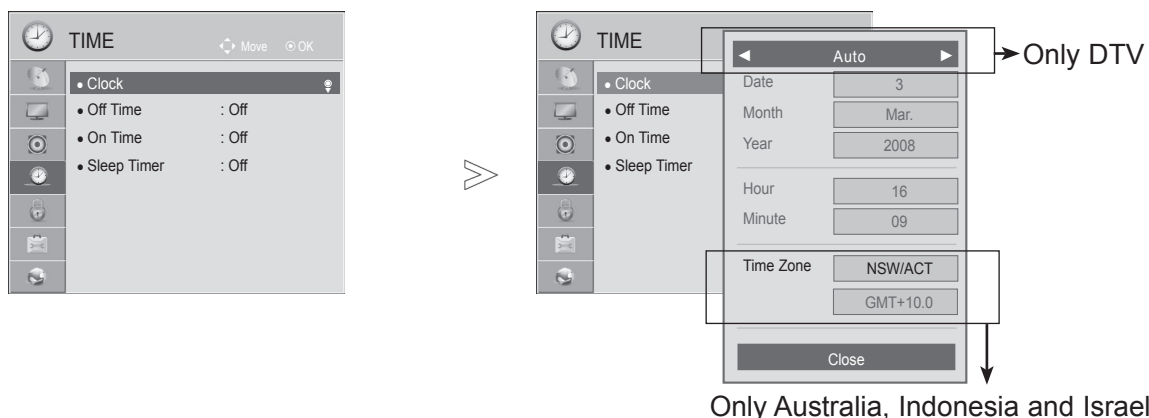 TIME
Move OK
• Clock
• Off Time : Off
• On Time : Off
• Sleep Timer : Off
TIME
• Clock
• Off Time
• On Time
• Sleep Timer
◄ Auto ►
Date 3
Month Mar.
Year 2008
Hour 16
Minute 09
Time Zone NSW/ACT
GMT+10.0
Close
Only DTV
Only Australia, Indonesia and Israel